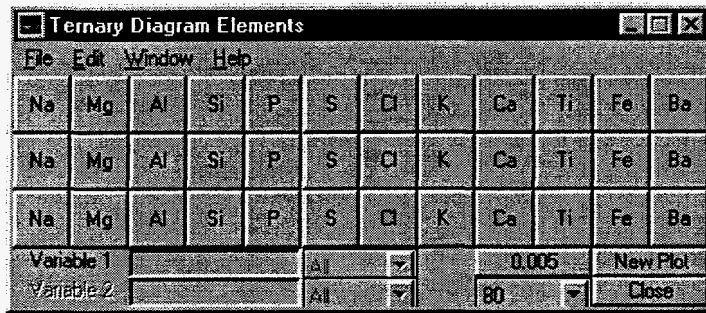 Ternary Diagram Elements
File Edit Window Help
Na Mg Al Si P S Cl K Ca Ti Fe Ba
Na Mg Al Si P S Cl K Ca Ti Fe Ba
Na Mg Al Si P S Cl K Ca Ti Fe Ba
Variable 1 All 0.005 New Plot
Variable 2 All 80 Close